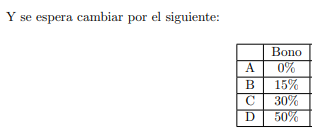 Y se espera cambiar por el siguiente:
Bono
A 0%
B 15%
C 30%
D 50%